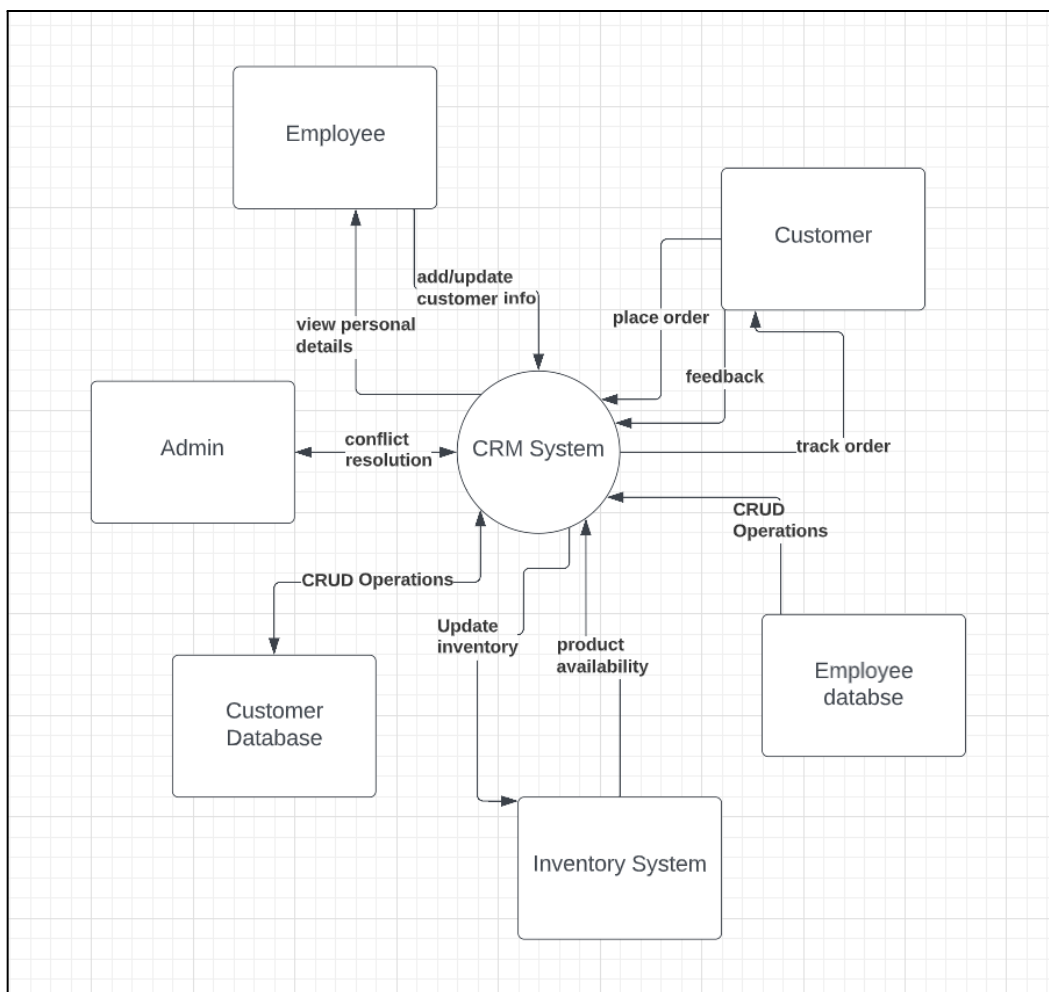 Employee
Customer
add/update
customer info
place order
view personal
details
feedback
Admin
conflict
resolution
CRM System
track order
CRUD
Operations
CRUD Operations
Update
inventory
product
availability
Employee
databse
Customer
Database
Inventory System